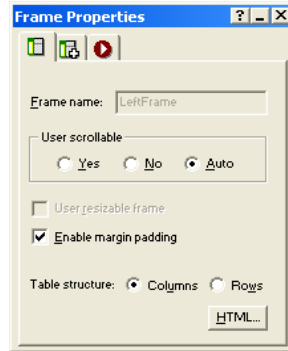 Frame Properties
Frame name: LeftFrame
User scrollable
Yes No Auto
User resizable frame
Enable margin padding
Table structure: Columns Rows
HTML...